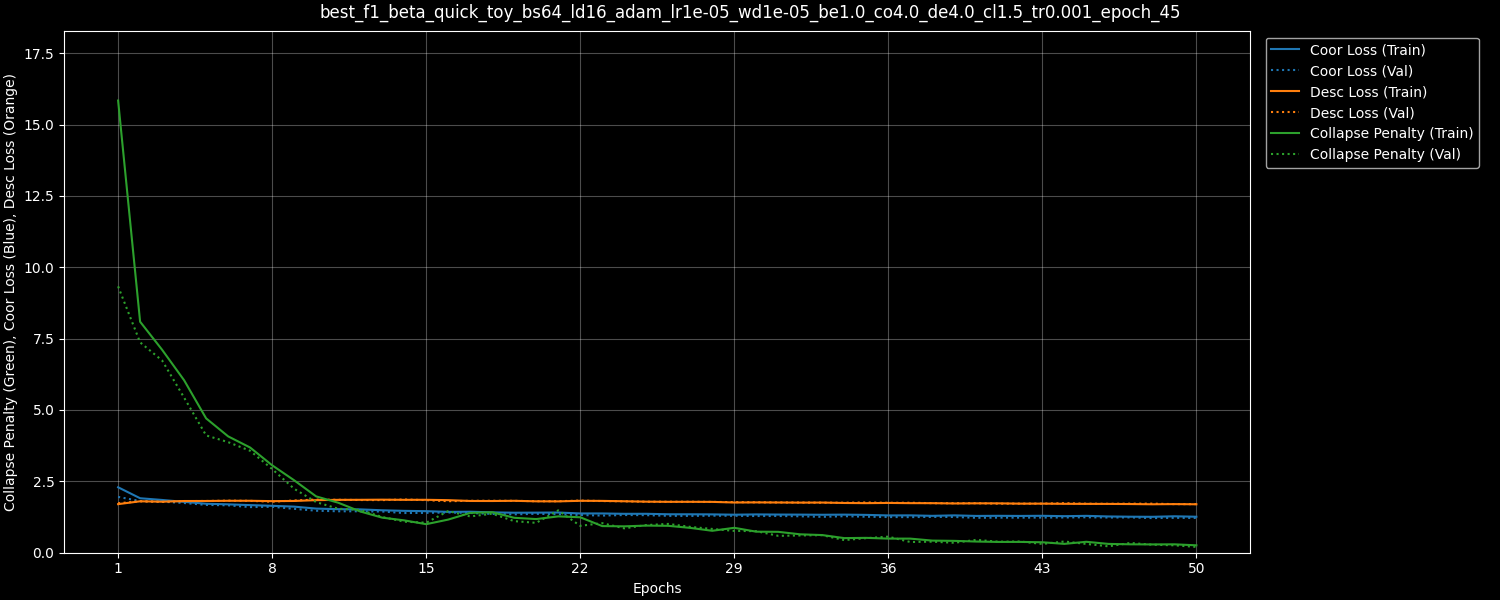 best_f1_beta_quick_toy_bs64_ld16_adam_lr1e-05_wd1e-05_be1.0_co4.0_de4.0_cl1.5_tr0.001_epoch_45
Collapse Penalty (Green), Coor Loss (Blue), Desc Loss (Orange)
17.5
15.0
12.5
10.0
7.5
5.0
2.5
0.0
1 8 15 22 29 36 43 50
Epochs
Coor Loss (Train)
Coor Loss (Val)
Desc Loss (Train)
Desc Loss (Val)
Collapse Penalty (Train)
Collapse Penalty (Val)